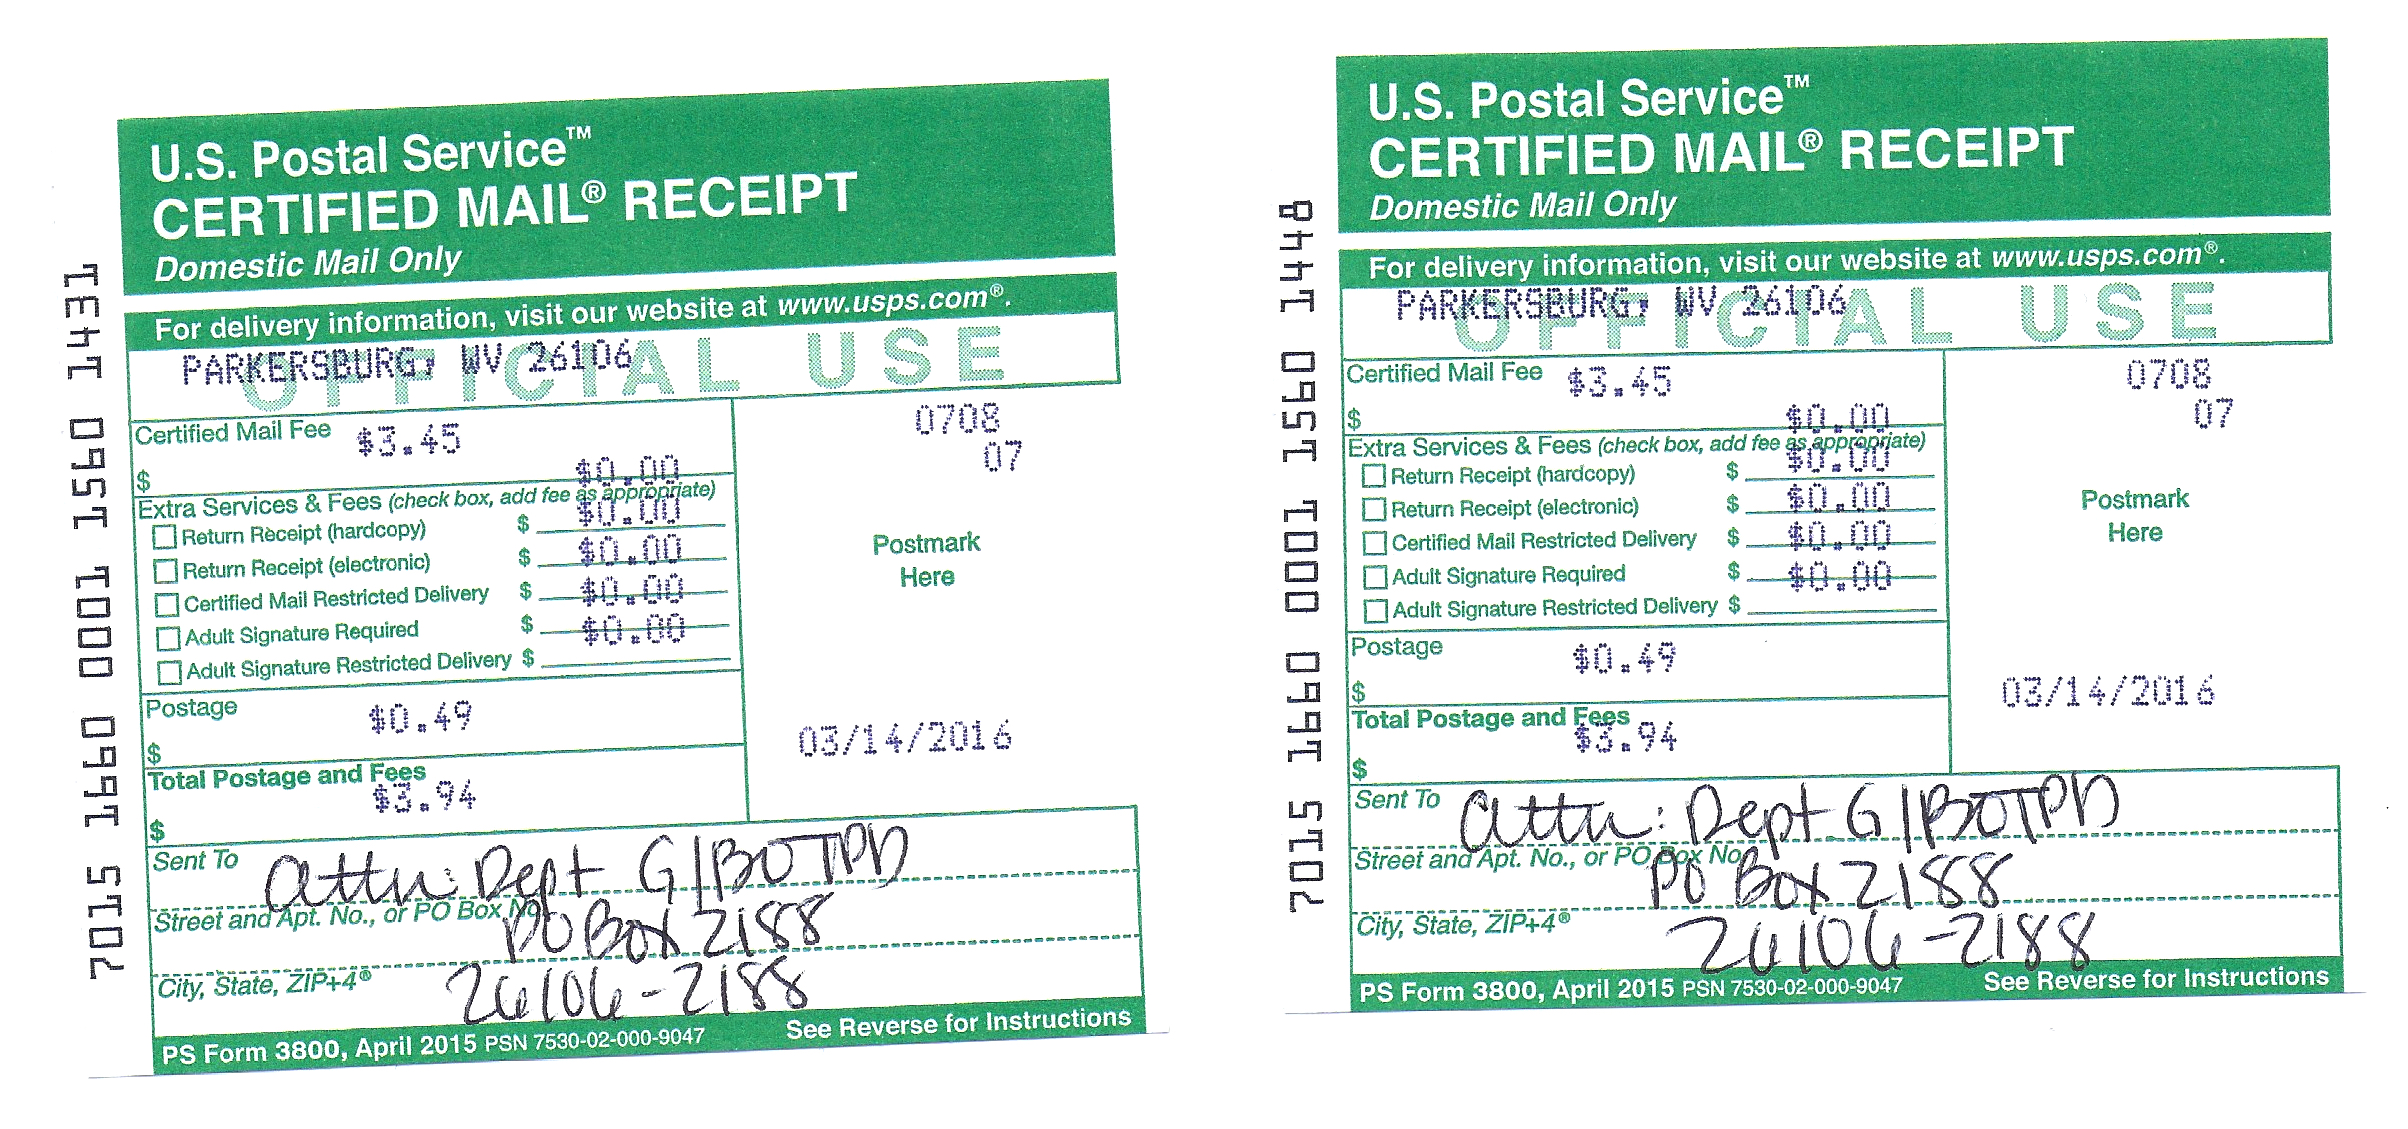 7015 1660 0001 1560 1431
U.S. Postal Service™
CERTIFIED MAIL® RECEIPT
Domestic Mail Only
For delivery information, visit our website at www.usps.com®.
OFFICIAL USE
PARKERSBURG, WV 26106
Certified Mail Fee $3.45
$
$0.00
Extra Services & Fees (check box, add fee as appropriate)
$0.00
Return Receipt (hardcopy) $
Return Receipt (electronic) $ $0.00
Certified Mail Restricted Delivery $ $0.00
Adult Signature Required $ $0.00
Adult Signature Restricted Delivery $
Postage
$0.49
$
Total Postage and Fees
$3.94
$
0708
07
Postmark
Here
03/14/2016
Sent To attn: Dept G/BOTPD
Street and Apt. No., or PO Box No. PO Box 2188
City, State, ZIP+4® 26106-2188
PS Form 3800, April 2015 PSN 7530-02-000-9047 See Reverse for Instructions
7015 1660 0001 1560 1448
U.S. Postal Service™
CERTIFIED MAIL® RECEIPT
Domestic Mail Only
For delivery information, visit our website at www.usps.com®.
OFFICIAL USE
PARKERSBURG, WV 26106
Certified Mail Fee $3.45
$
$0.00
Extra Services & Fees (check box, add fee as appropriate)
$0.00
Return Receipt (hardcopy) $
Return Receipt (electronic) $ $0.00
Certified Mail Restricted Delivery $ $0.00
Adult Signature Required $ $0.00
Adult Signature Restricted Delivery $
Postage
$0.49
$
Total Postage and Fees
$3.94
$
0708
07
Postmark
Here
03/14/2016
Sent To attn: Dept G/BOTPD
Street and Apt. No., or PO Box No. PO Box 2188
City, State, ZIP+4® 26106-2188
PS Form 3800, April 2015 PSN 7530-02-000-9047 See Reverse for Instructions